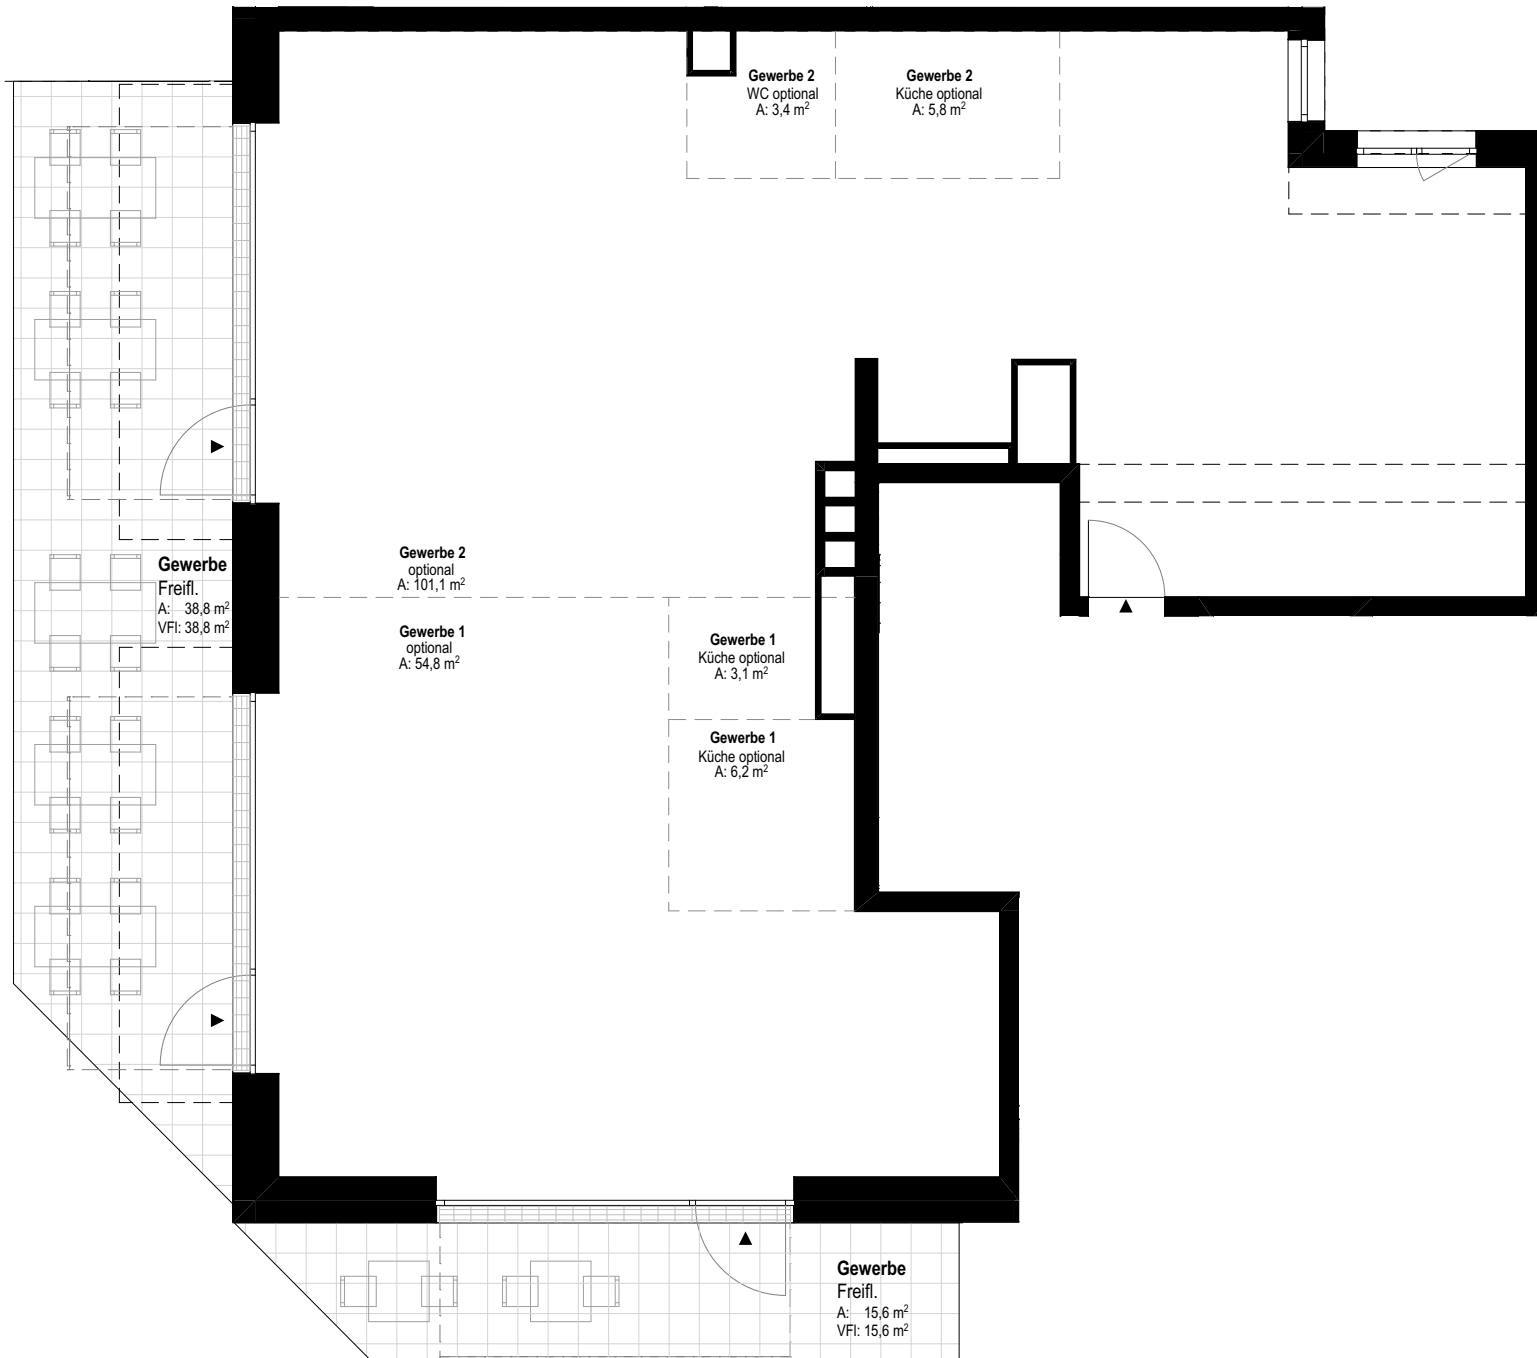 Gewerbe 2
WC optional
A: 3,4 m²
Gewerbe 2
Küche optional
A: 5,8 m²
Gewerbe
Freifl.
A: 38,8 m²
VFl: 38,8 m²
Gewerbe 2
optional
A: 101,1 m²
Gewerbe 1
optional
A: 54,8 m²
Gewerbe 1
Küche optional
A: 3,1 m²
Gewerbe 1
Küche optional
A: 6,2 m²
Gewerbe
Freifl.
A: 15,6 m²
VFl: 15,6 m²